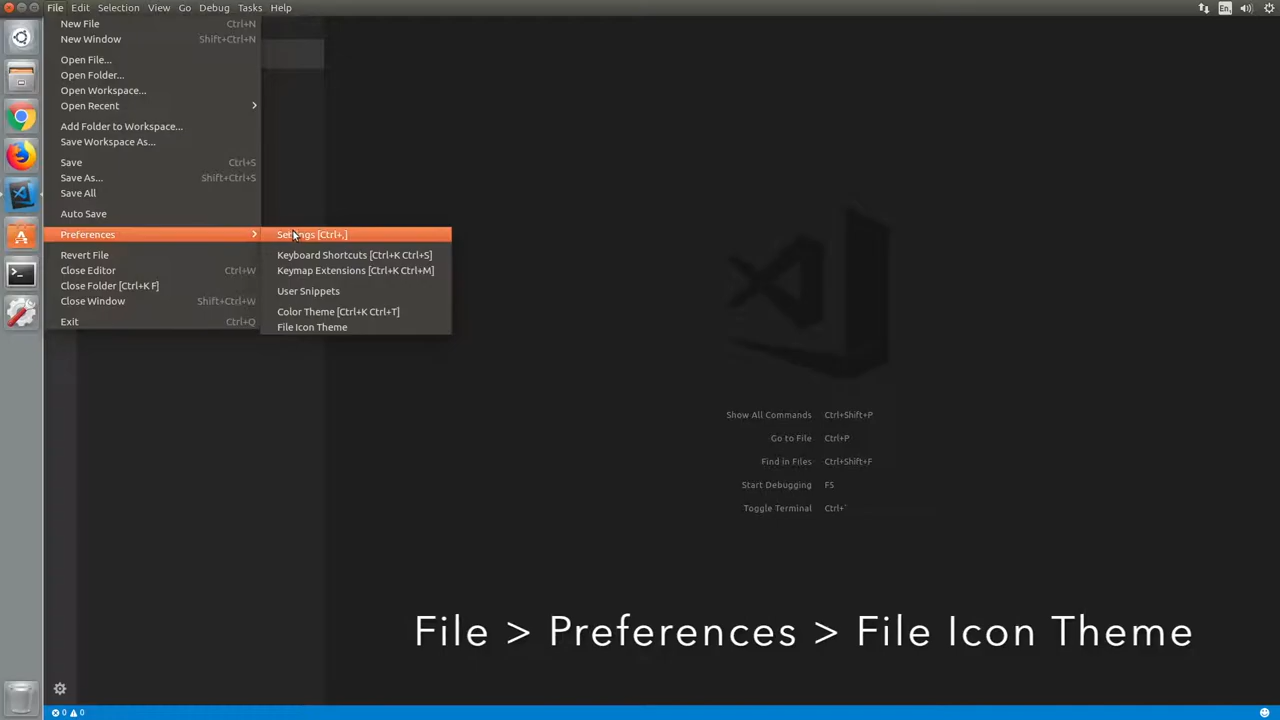 File Edit Selection View Go Debug Tasks Help
En
New File Ctrl+N
New Window Shift+Ctrl+N
Open File...
Open Folder...
Open Workspace...
Open Recent
Add Folder to Workspace...
Save Workspace As...
Save Ctrl+S
Save As... Shift+Ctrl+S
Save All
Auto Save
Preferences
Revert File
Close Editor Ctrl+W
Close Folder [Ctrl+K F]
Close Window Shift+Ctrl+W
Exit Ctrl+Q
Settings [Ctrl+,]
Keyboard Shortcuts [Ctrl+K Ctrl+S]
Keymap Extensions [Ctrl+K Ctrl+M]
User Snippets
Color Theme [Ctrl+K Ctrl+T]
File Icon Theme
Show All Commands Ctrl+Shift+P
Go to File Ctrl+P
Find in Files Ctrl+Shift+F
Start Debugging F5
Toggle Terminal Ctrl+`
File > Preferences > File Icon Theme
0 0